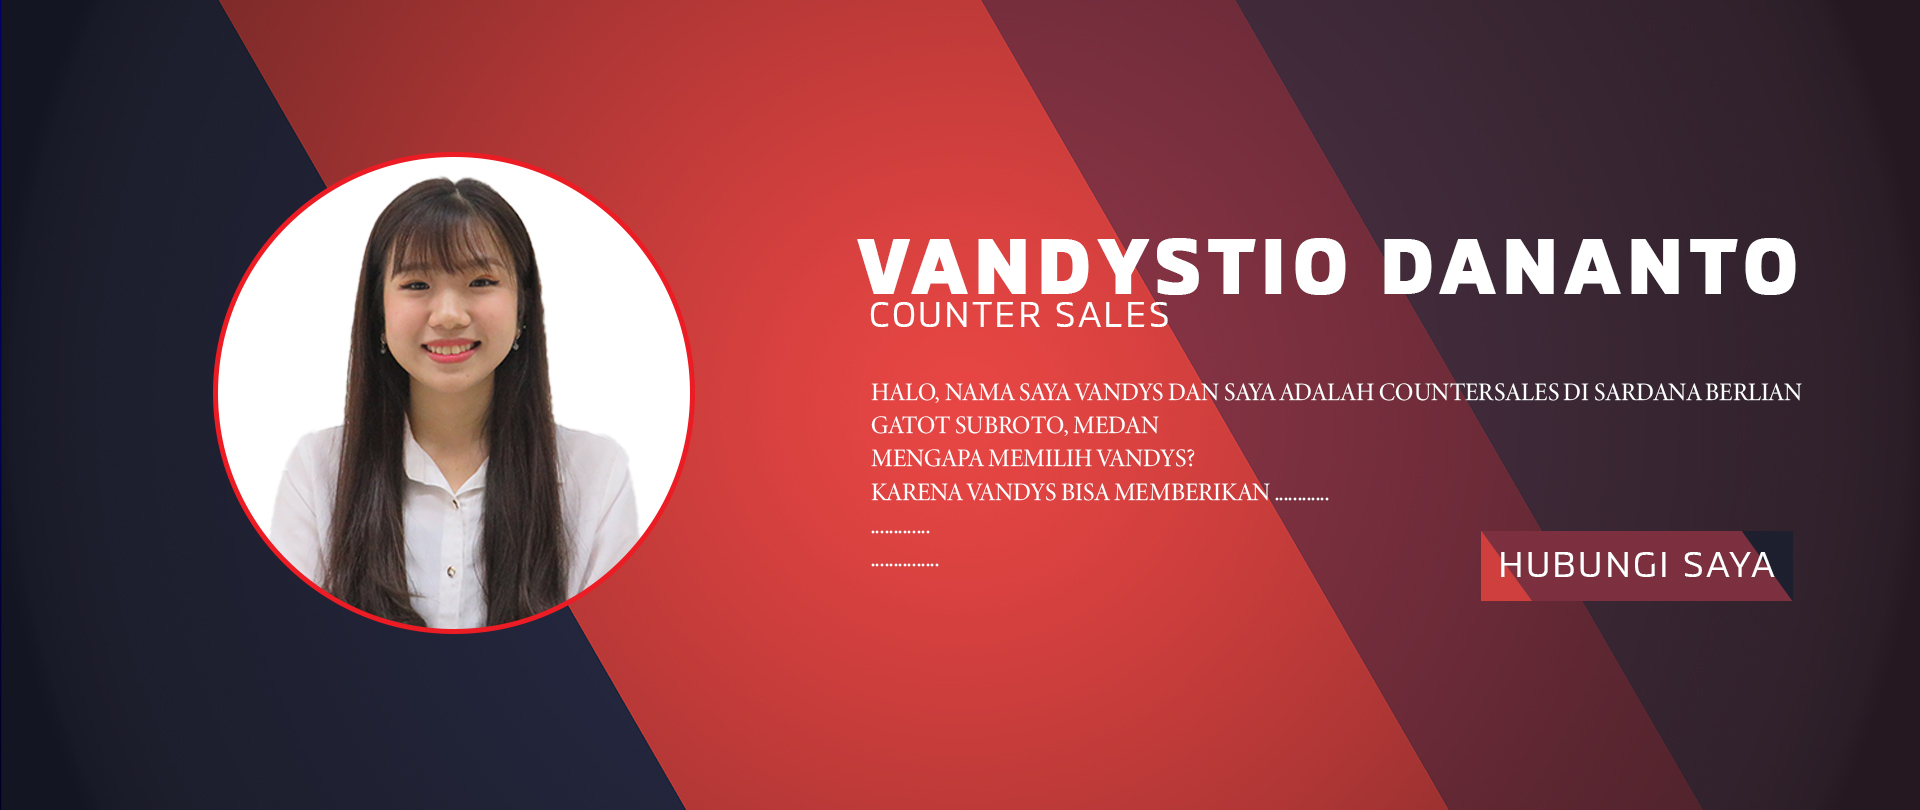 VANDYSTIO DANANTO
COUNTER SALES
HALO, NAMA SAYA VANDYS DAN SAYA ADALAH COUNTERSALES DI SARDANA BERLIAN
GATOT SUBROTO, MEDAN
MENGAPA MEMILIH VANDYS?
KARENA VANDYS BISA MEMBERIKAN ............
.............
...............
HUBUNGI SAYA